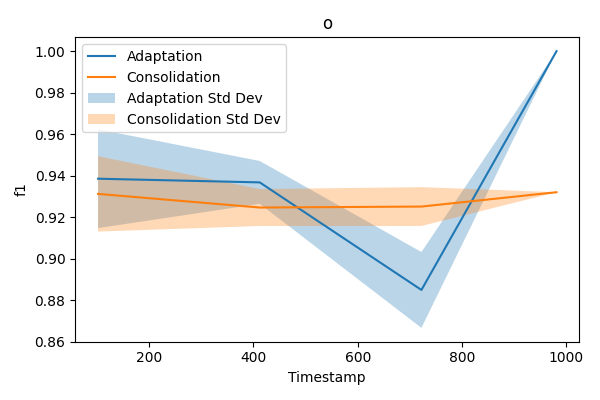 o
Adaptation
Consolidation
Adaptation Std Dev
Consolidation Std Dev
1.00
0.98
0.96
0.94
0.92
0.90
0.88
0.86
f1
200
400
600
800
1000
Timestamp